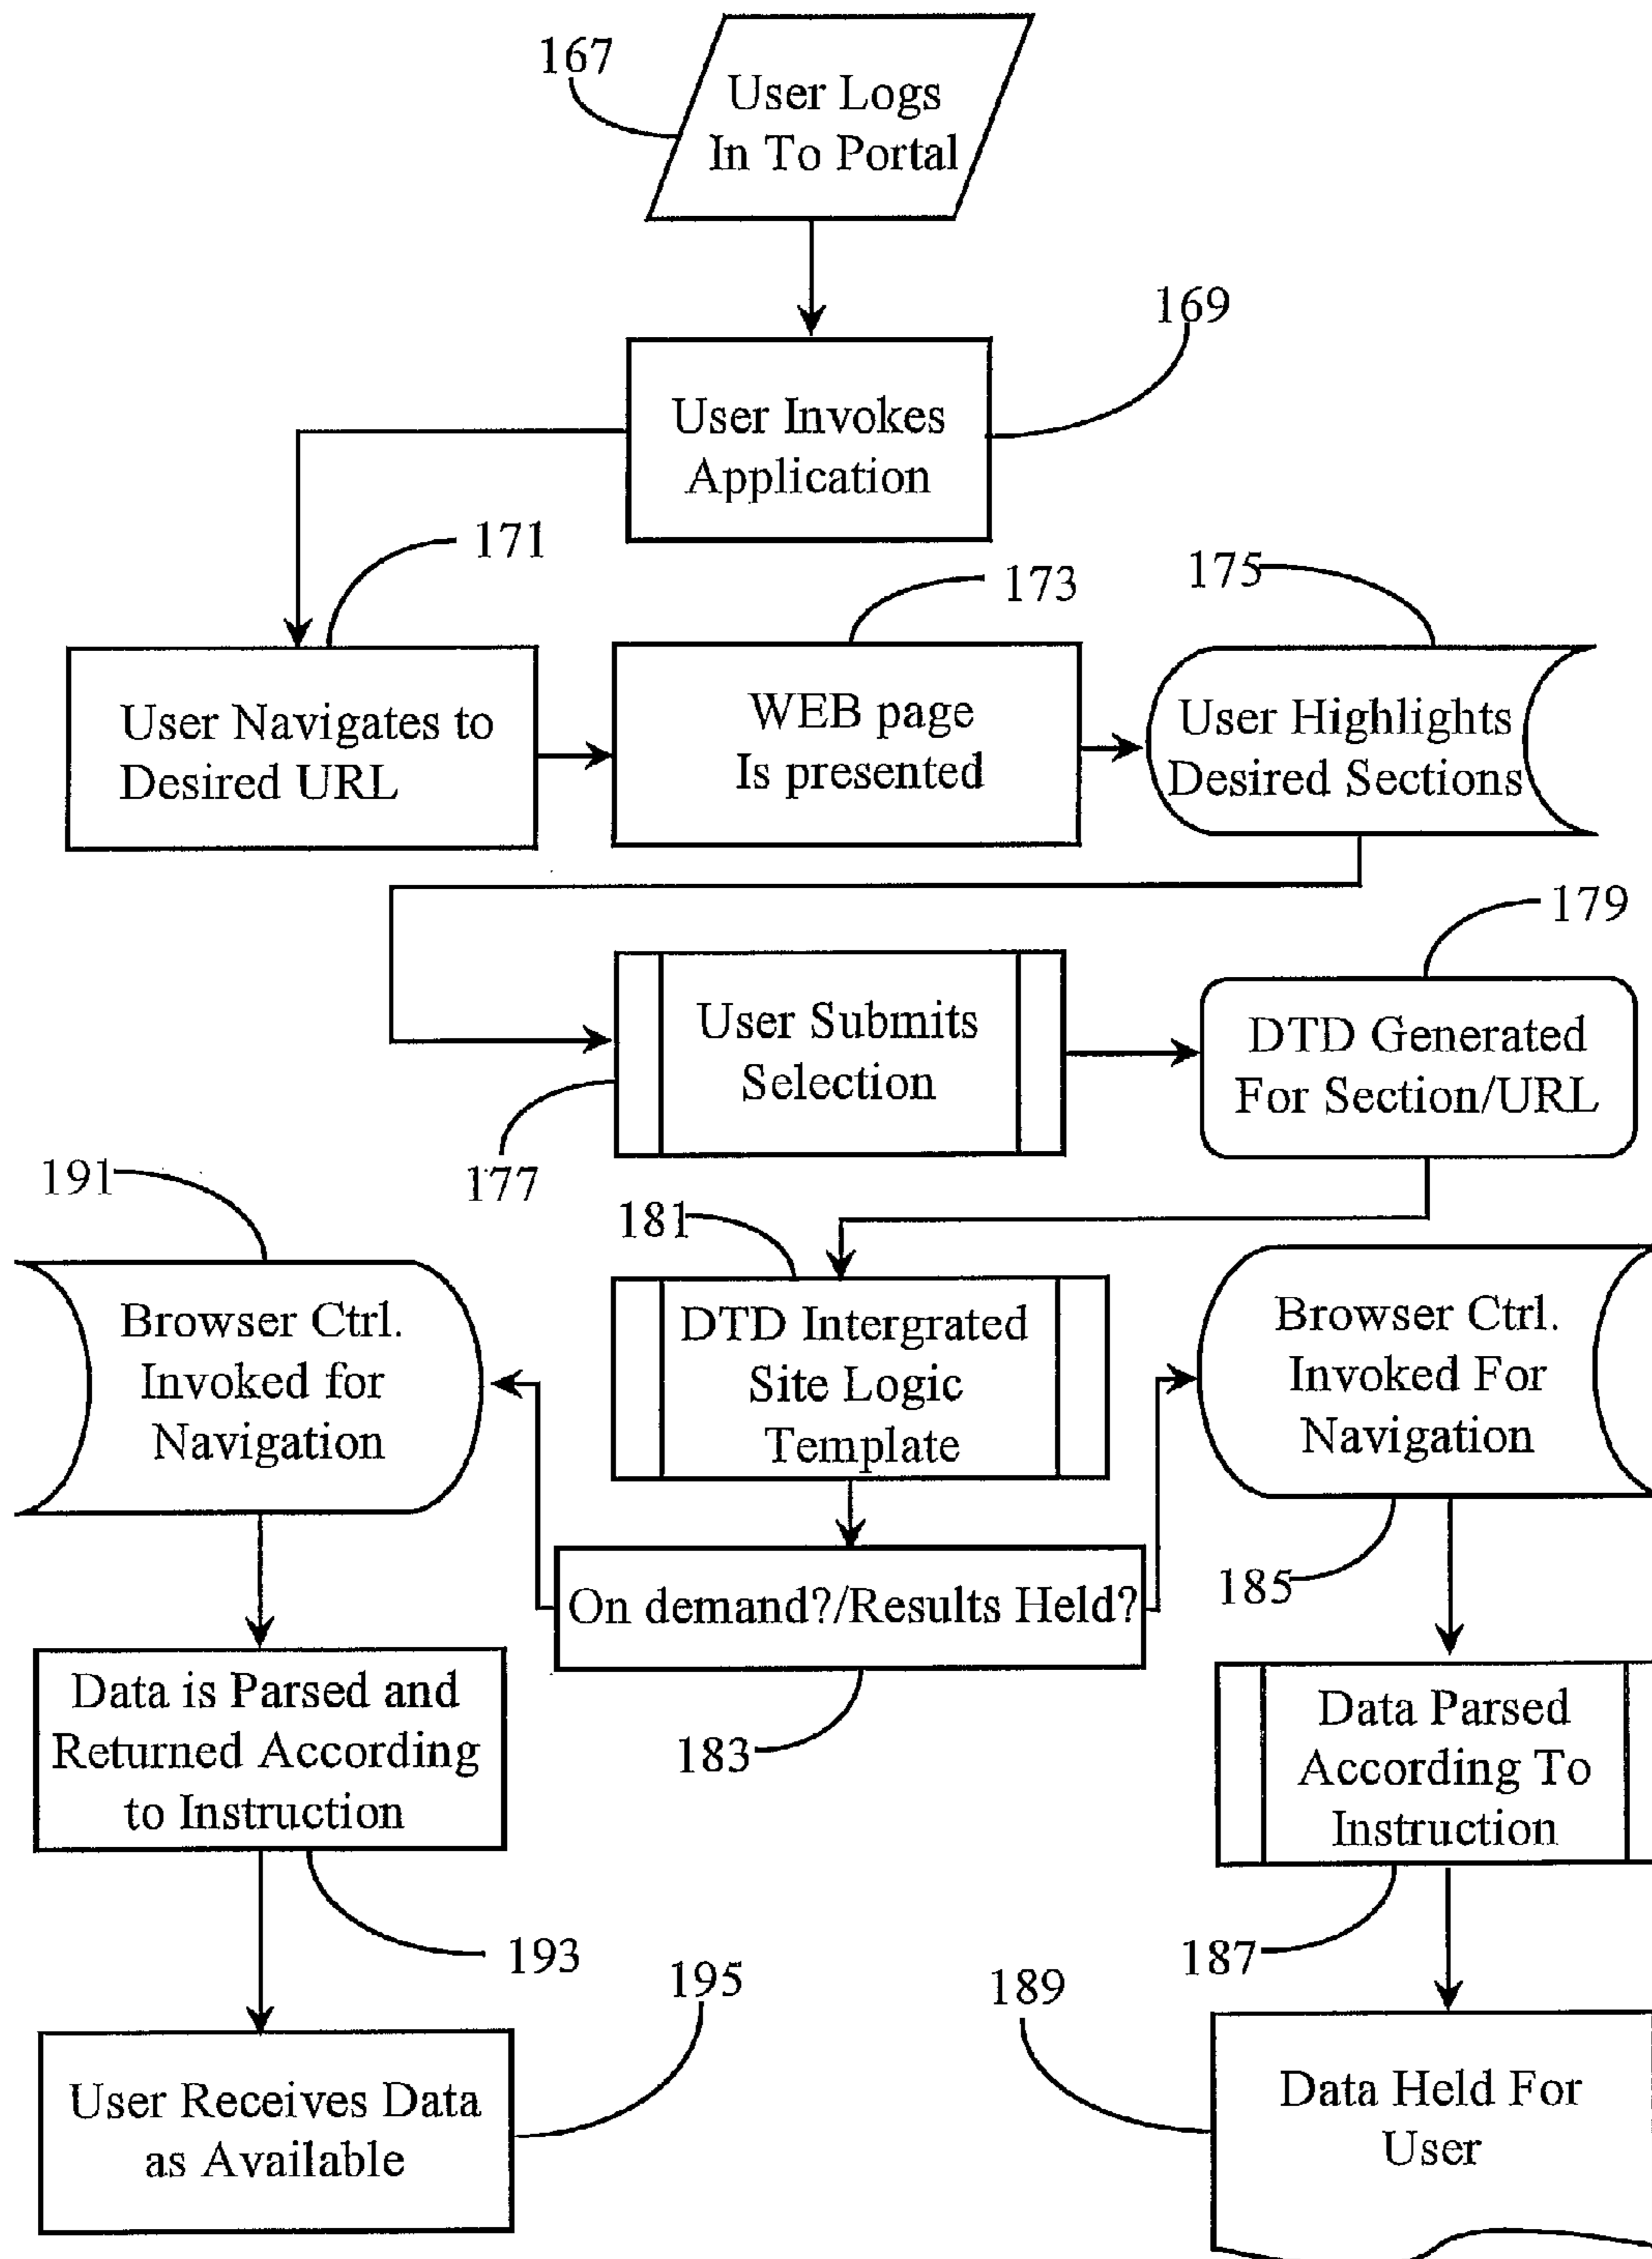 167
User Logs
In To Portal
169
User Invokes
Application
171
173
175
User Navigates to
Desired URL
WEB page
Is presented
User Highlights
Desired Sections
179
User Submits
Selection
DTD Generated
For Section/URL
177
191
181
Browser Ctrl.
Invoked for
Navigation
DTD Intergrated
Site Logic
Template
Browser Ctrl.
Invoked For
Navigation
185
On demand?/Results Held?
183
Data is Parsed and
Returned According
to Instruction
Data Parsed
According To
Instruction
193
187
195
189
User Receives Data
as Available
Data Held For
User